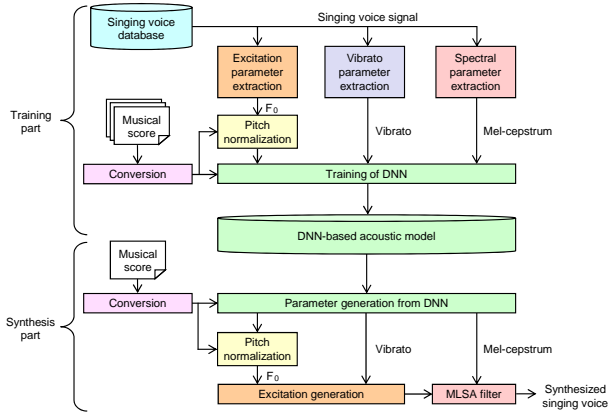 Singing voice
database
Singing voice signal
Excitation
parameter
extraction
Vibrato
parameter
extraction
Spectral
parameter
extraction
Training
part
Musical
score
F0
Pitch
normalization
Vibrato
Mel-cepstrum
Conversion
Training of DNN
DNN-based acoustic model
Musical
score
Synthesis
part
Conversion
Parameter generation from DNN
Pitch
normalization
Vibrato
Mel-cepstrum
F0
Excitation generation
MLSA filter
Synthesized
singing voice